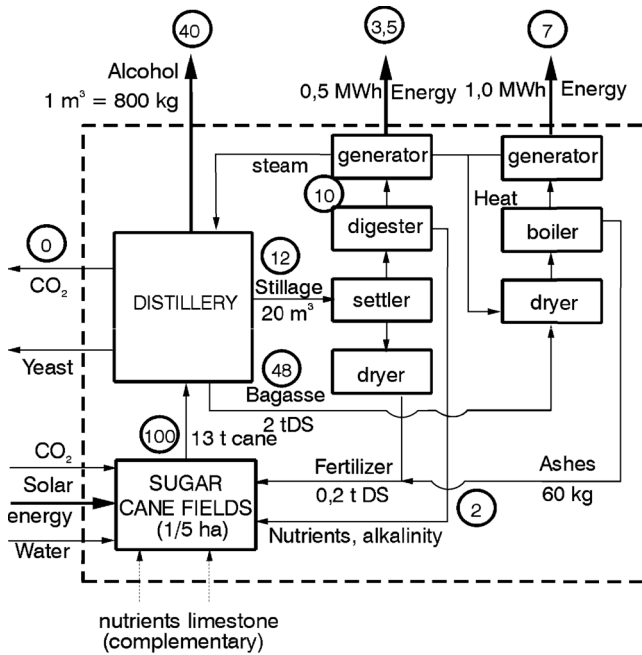 40
3,5
7
Alcohol
1 m³ = 800 kg
0,5 MWh
Energy
1,0 MWh
Energy
steam
generator
generator
Heat
10
digester
boiler
0
CO₂
DISTILLERY
12
Stillage
20 m³
settler
dryer
Yeast
48
dryer
Bagasse
2 tDS
100
13 t cane
CO₂
Solar
energy
Water
SUGAR
CANE FIELDS
(1/5 ha)
Fertilizer
0,2 t DS
Ashes
60 kg
2
Nutrients, alkalinity
nutrients limestone
(complementary)